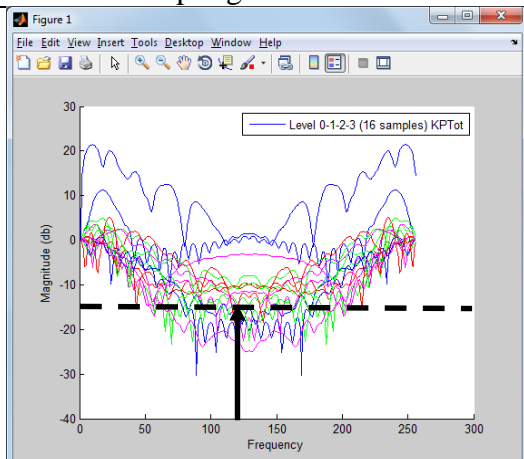 Figure 1
File Edit View Insert Tools Desktop Window Help
Level 0-1-2-3 (16 samples) KPTot
Magnitude (db)
30
20
10
0
-10
-20
-30
-40
0 50 100 150 200 250 300
Frequency